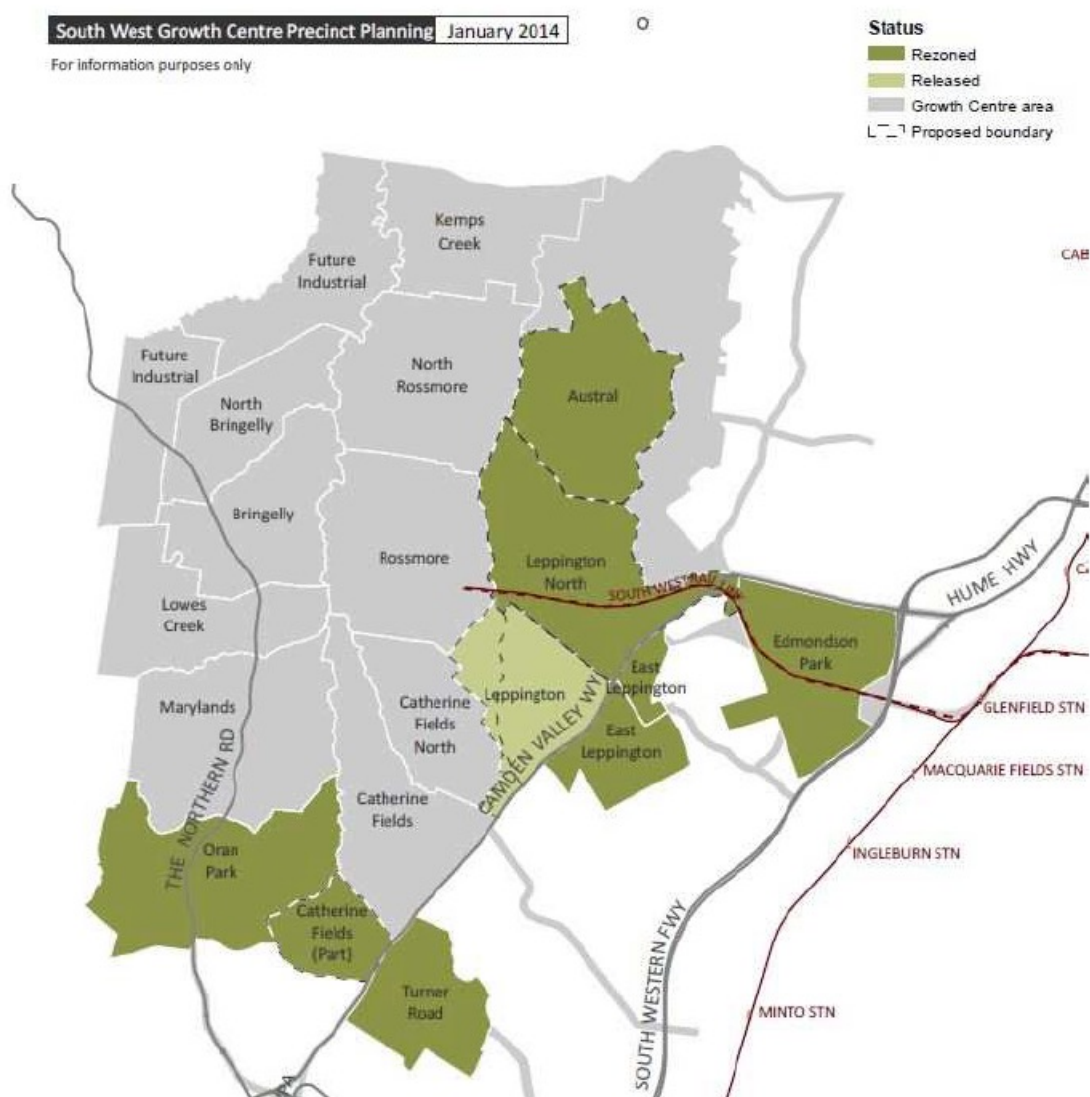 South West Growth Centre Precinct Planning January 2014
For information purposes only
Status
Rezoned
Released
Growth Centre area
Proposed boundary
Kemps
Creek
Future
Industrial
CAB
Future
Industrial
North
Rossmore
Austral
North
Bringelly
Bringelly
Rossmore
Leppington
North
SOUTH WEST RAIL
HUME HWY
Lowes
Creek
Edmondson
Park
East
Leppington
Leppington
Marylands
Catherine
Fields
North
East
Leppington
GLENFIELD STN
CAMDEN VALLEY WY
MACQUARIE FIELDS STN
THE NORTHERN RD
Catherine
Fields
Oran
Park
INGLEBURN STN
Catherine
Fields
(Part)
Turner
Road
SOUTH WESTERN FWY
MINTO STN